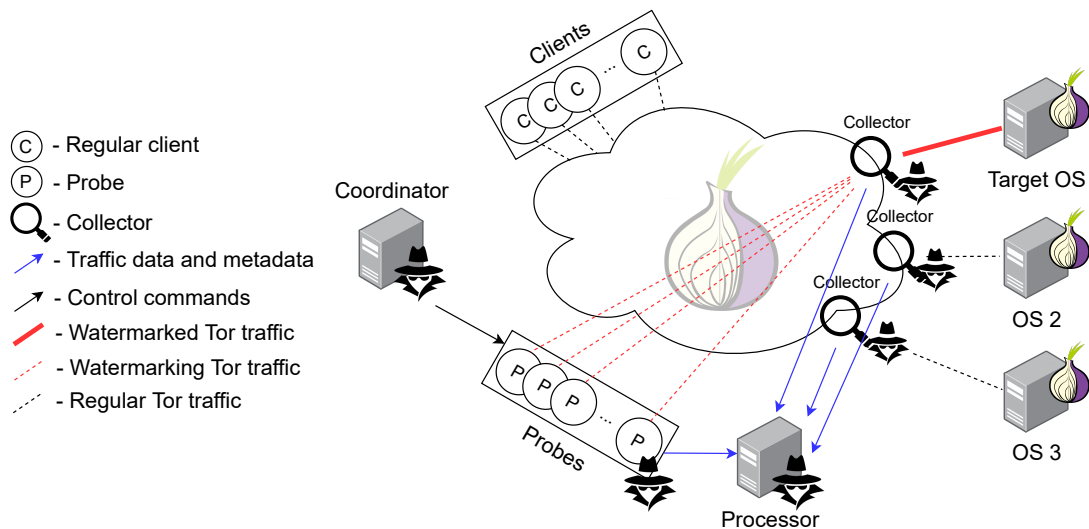 Clients
C
C
C
...
C
C - Regular client
P - Probe
- Collector
- Traffic data and metadata
- Control commands
- Watermarked Tor traffic
- Watermarking Tor traffic
- Regular Tor traffic
Coordinator
Collector
Collector
Collector
Target OS
OS 2
OS 3
P
P
P
...
P
Probes
Processor